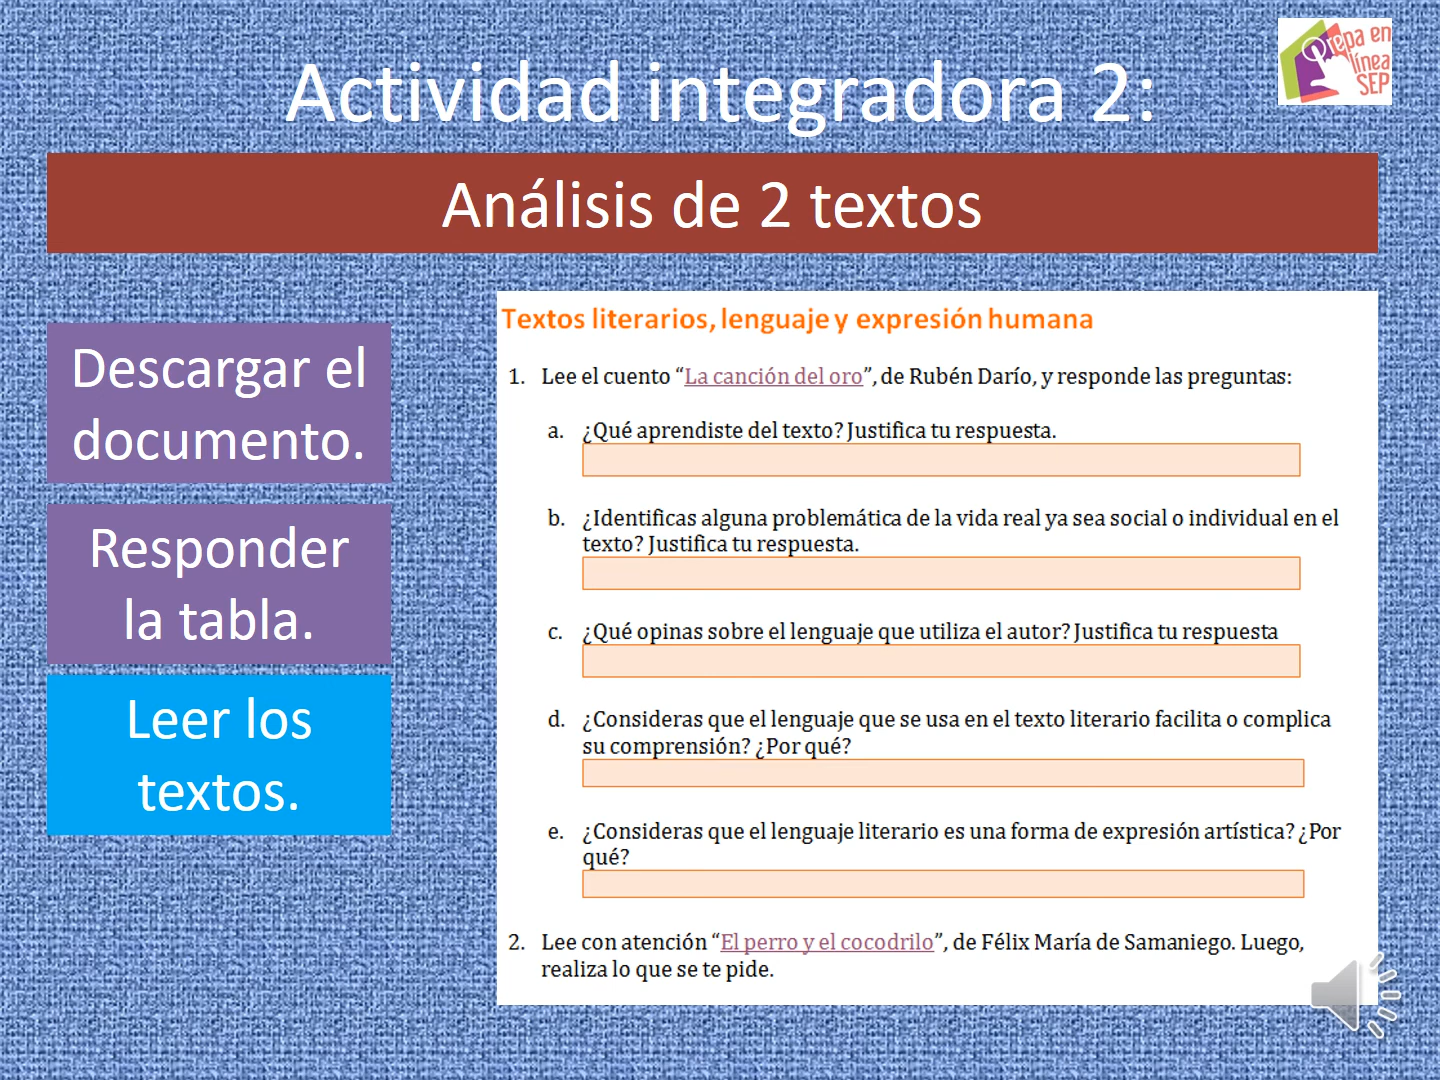 Actividad integradora 2:
Prepa en
línea
SEP
Análisis de 2 textos
Descargar el
documento.
Responder
la tabla.
Leer los
textos.
Textos literarios, lenguaje y expresión humana
1. Lee el cuento “La canción del oro”, de Rubén Darío, y responde las preguntas:
a. ¿Qué aprendiste del texto? Justifica tu respuesta.
b. ¿Identificas alguna problemática de la vida real ya sea social o individual en el
texto? Justifica tu respuesta.
c. ¿Qué opinas sobre el lenguaje que utiliza el autor? Justifica tu respuesta
d. ¿Consideras que el lenguaje que se usa en el texto literario facilita o complica
su comprensión? ¿Por qué?
e. ¿Consideras que el lenguaje literario es una forma de expresión artística? ¿Por
qué?
2. Lee con atención “El perro y el cocodrilo”, de Félix María de Samaniego. Luego,
realiza lo que se te pide.